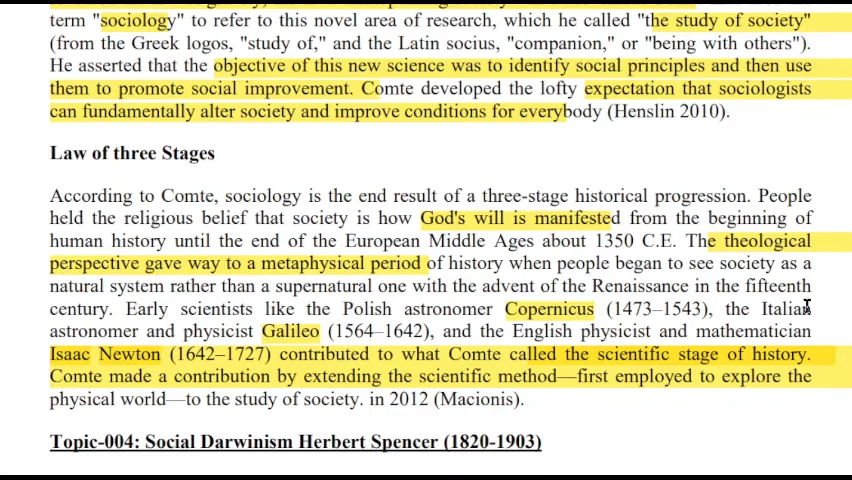 term "sociology" to refer to this novel area of research, which he called "the study of society"
(from the Greek logos, "study of," and the Latin socius, "companion," or "being with others").
He asserted that the objective of this new science was to identify social principles and then use
them to promote social improvement. Comte developed the lofty expectation that sociologists
can fundamentally alter society and improve conditions for everybody (Henslin 2010).
Law of three Stages
According to Comte, sociology is the end result of a three-stage historical progression. People
held the religious belief that society is how God's will is manifested from the beginning of
human history until the end of the European Middle Ages about 1350 C.E. The theological
perspective gave way to a metaphysical period of history when people began to see society as a
natural system rather than a supernatural one with the advent of the Renaissance in the fifteenth
century. Early scientists like the Polish astronomer Copernicus (1473–1543), the Italian
astronomer and physicist Galileo (1564–1642), and the English physicist and mathematician
Isaac Newton (1642–1727) contributed to what Comte called the scientific stage of history.
Comte made a contribution by extending the scientific method—first employed to explore the
physical world—to the study of society. in 2012 (Macionis).
Topic-004: Social Darwinism Herbert Spencer (1820-1903)